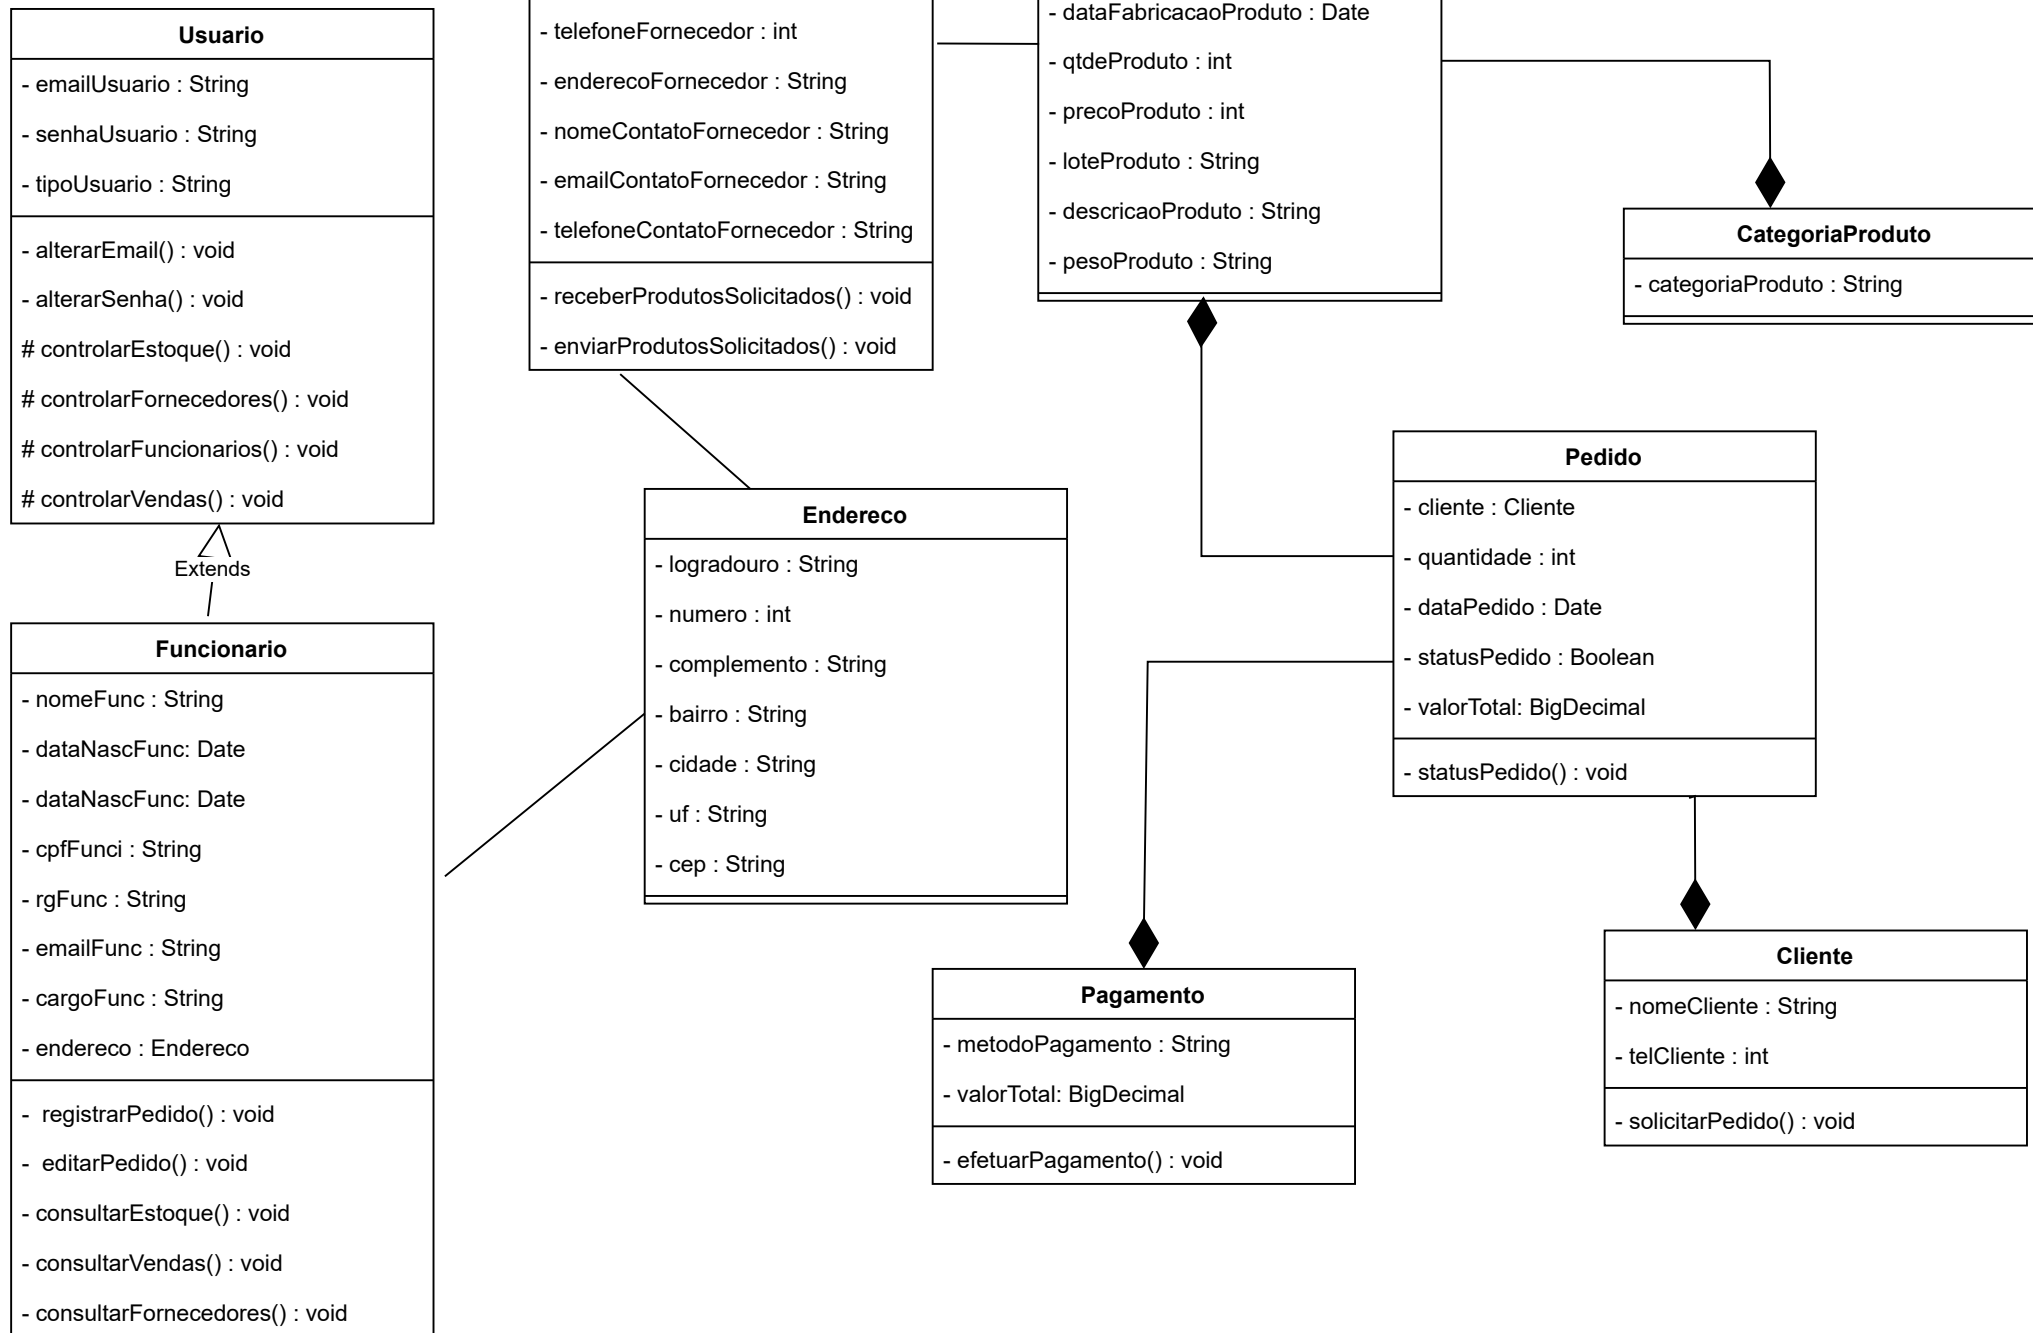 Usuario
- emailUsuario : String
- senhaUsuario : String
- tipoUsuario : String
- alterarEmail() : void
- alterarSenha() : void
# controlarEstoque() : void
# controlarFornecedores() : void
# controlarFuncionarios() : void
# controlarVendas() : void
Extends
Funcionario
- nomeFunc : String
- dataNascFunc: Date
- dataNascFunc: Date
- cpfFunci : String
- rgFunc : String
- emailFunc : String
- cargoFunc : String
- endereco : Endereco
- registrarPedido() : void
- editarPedido() : void
- consultarEstoque() : void
- consultarVendas() : void
- consultarFornecedores() : void
- telefoneFornecedor : int
- enderecoFornecedor : String
- nomeContatoFornecedor : String
- emailContatoFornecedor : String
- telefoneContatoFornecedor : String
- receberProdutosSolicitados() : void
- enviarProdutosSolicitados() : void
- dataFabricacaoProduto : Date
- qtdeProduto : int
- precoProduto : int
- loteProduto : String
- descricaoProduto : String
- pesoProduto : String
CategoriaProduto
- categoriaProduto : String
Endereco
- logradouro : String
- numero : int
- complemento : String
- bairro : String
- cidade : String
- uf : String
- cep : String
Pedido
- cliente : Cliente
- quantidade : int
- dataPedido : Date
- statusPedido : Boolean
- valorTotal: BigDecimal
- statusPedido() : void
Pagamento
- metodoPagamento : String
- valorTotal: BigDecimal
- efetuarPagamento() : void
Cliente
- nomeCliente : String
- telCliente : int
- solicitarPedido() : void